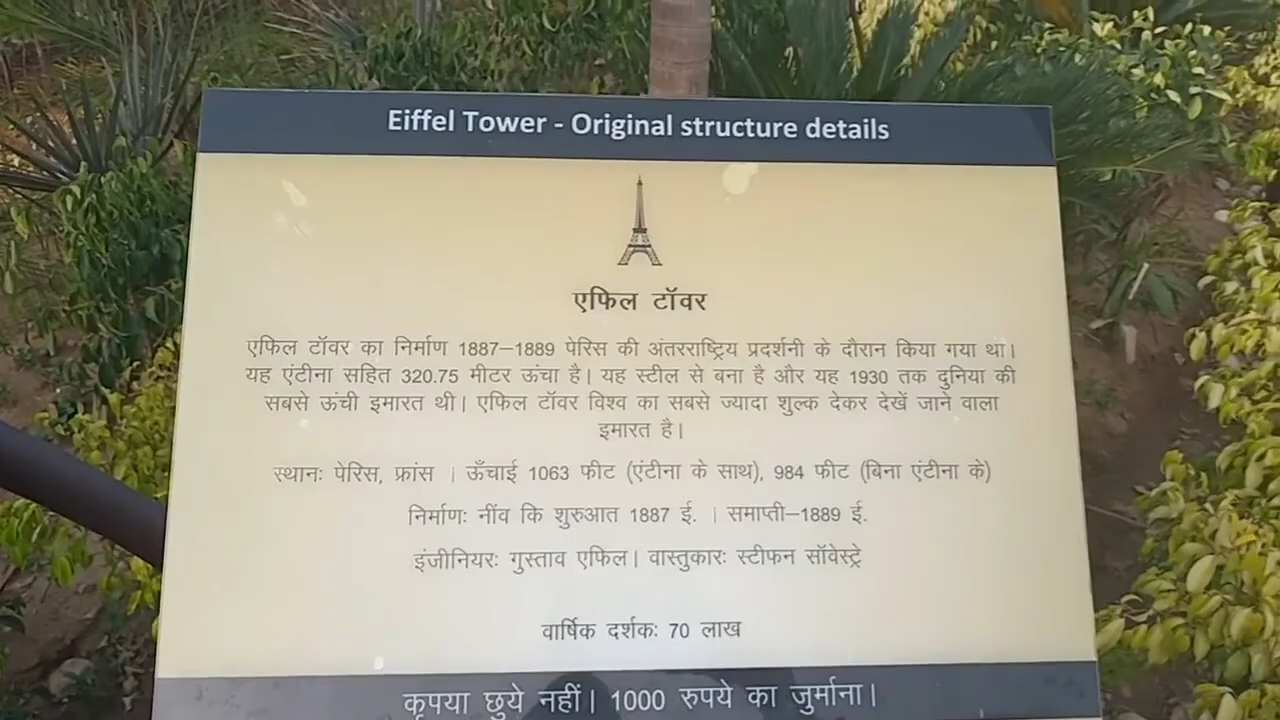 Eiffel Tower - Original structure details
एफिल टॉवर
एफिल टॉवर का निर्माण 1887–1889 पेरिस की अंतरराष्ट्रिय प्रदर्शनी के दौरान किया गया था।
यह एंटीना सहित 320.75 मीटर ऊंचा है। यह स्टील से बना है और यह 1930 तक दुनिया की
सबसे ऊंची इमारत थी। एफिल टॉवर विश्व का सबसे ज्यादा शुल्क देकर देखें जाने वाला
इमारत है।
स्थानः पेरिस, फ्रांस । ऊँचाई 1063 फीट (एंटीना के साथ), 984 फीट (बिना एंटीना के)
निर्माणः नींव कि शुरुआत 1887 ई. । समाप्ती–1889 ई.
इंजीनियरः गुस्ताव एफिल। वास्तुकारः स्टीफन सॉवेस्ट्रे
वार्षिक दर्शकः 70 लाख
कृपया छुये नहीं। 1000 रुपये का जुर्माना।